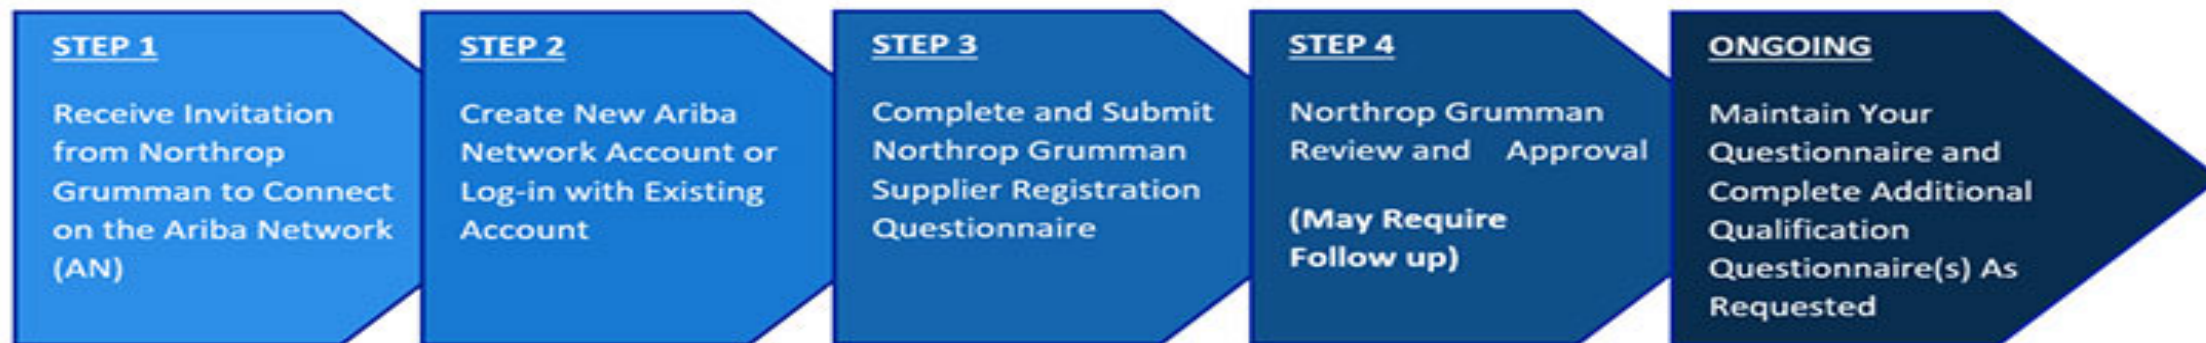 STEP 1
Receive Invitation
from Northrop
Grumman to Connect
on the Ariba Network
(AN)
STEP 2
Create New Ariba
Network Account or
Log-in with Existing
Account
STEP 3
Complete and Submit
Northrop Grumman
Supplier Registration
Questionnaire
STEP 4
Northrop Grumman
Review and Approval
(May Require
Follow up)
ONGOING
Maintain Your
Questionnaire and
Complete Additional
Qualification
Questionnaire(s) As
Requested